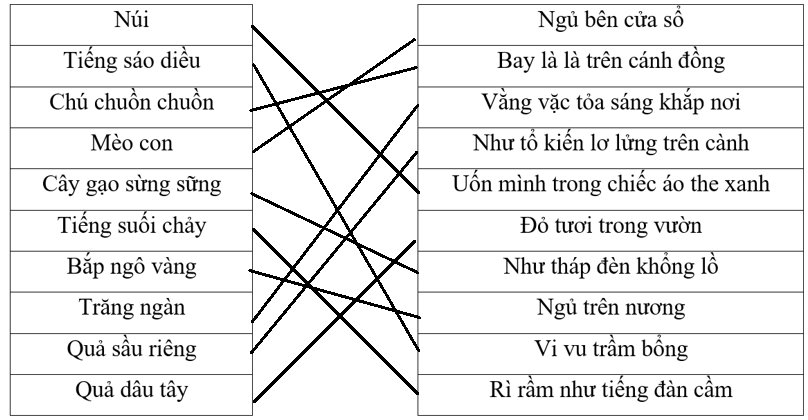 Núi
Ngủ bên cửa sổ
Tiếng sáo diều
Bay là là trên cánh đồng
Chú chuồn chuồn
Vằng vặc tỏa sáng khắp nơi
Mèo con
Như tổ kiến lơ lửng trên cành
Cây gạo sừng sững
Uốn mình trong chiếc áo the xanh
Tiếng suối chảy
Đỏ tươi trong vườn
Bắp ngô vàng
Như tháp đèn khổng lồ
Trăng ngàn
Ngủ trên nương
Quả sầu riêng
Vi vu trầm bổng
Quả dâu tây
Rì rầm như tiếng đàn cầm